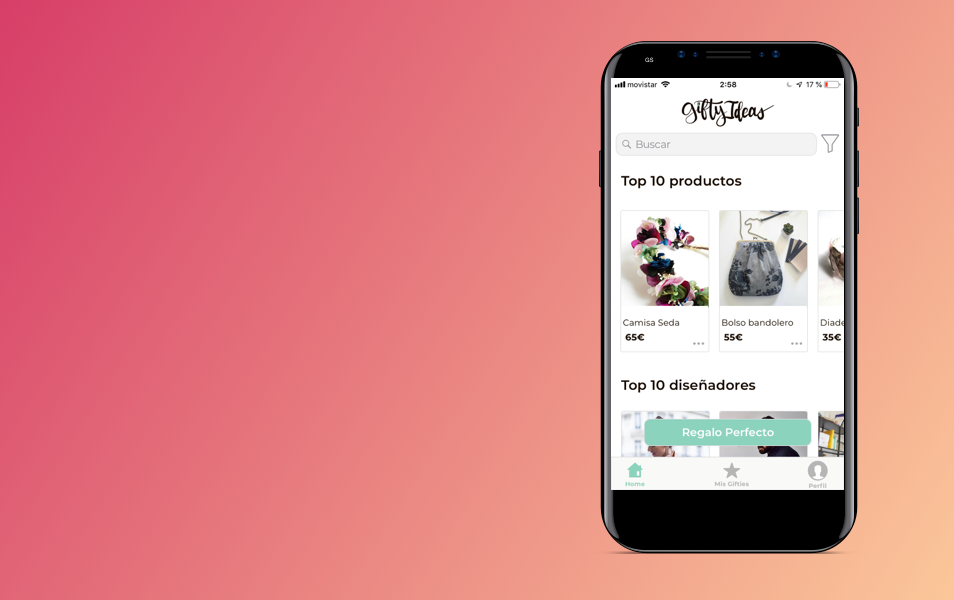 GS
movistar 2:58 17 %
Gifty Ideas
Buscar
Top 10 productos
Camisa Seda
65€
Bolso bandolero
55€
Diade
35€
Top 10 diseñadores
Regalo Perfecto
Home
Mis Gifties
Perfil